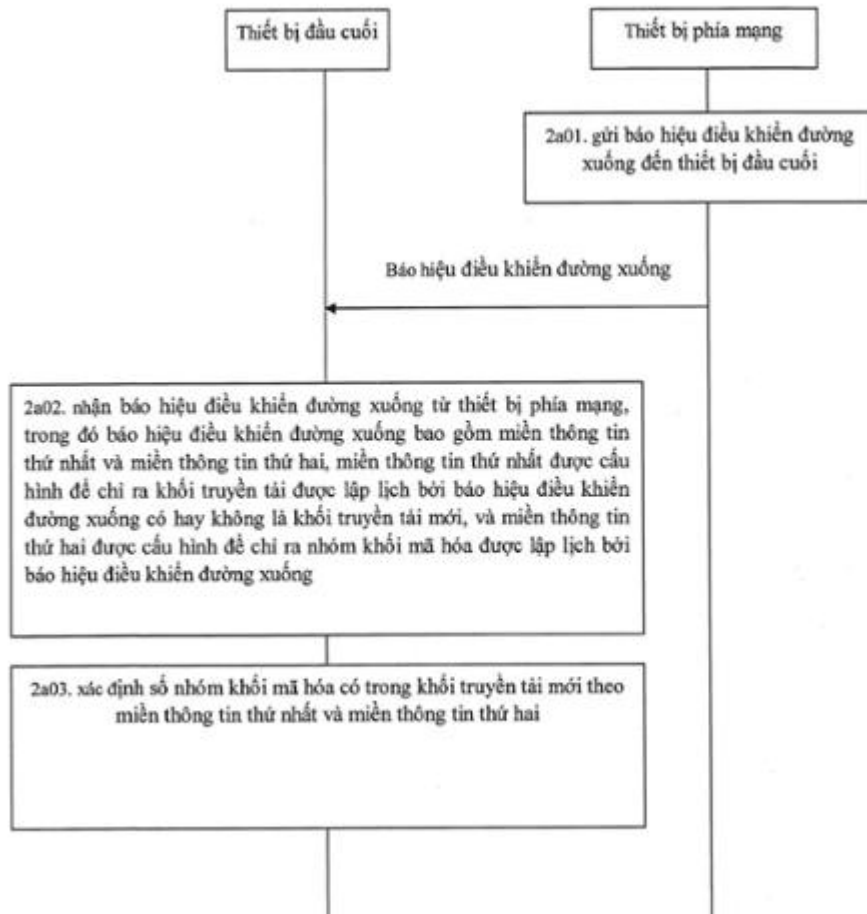 Thiết bị đầu cuối
Thiết bị phía mạng
2a01. gửi báo hiệu điều khiển đường
xuống đến thiết bị đầu cuối
Báo hiệu điều khiển đường xuống
2a02. nhận báo hiệu điều khiển đường xuống từ thiết bị phía mạng,
trong đó báo hiệu điều khiển đường xuống bao gồm miền thông tin
thứ nhất và miền thông tin thứ hai, miền thông tin thứ nhất được cấu
hình để chỉ ra khối truyền tải được lập lịch bởi báo hiệu điều khiển
đường xuống có hay không là khối truyền tải mới, và miền thông tin
thứ hai được cấu hình để chỉ ra nhóm khối mã hóa được lập lịch bởi
báo hiệu điều khiển đường xuống
2a03. xác định số nhóm khối mã hóa có trong khối truyền tải mới theo
miền thông tin thứ nhất và miền thông tin thứ hai